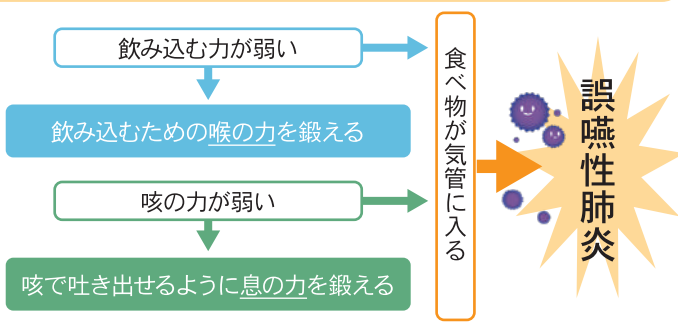 飲み込む力が弱い
飲み込むための喉の力を鍛える
咳の力が弱い
咳で吐き出せるように息の力を鍛える
食べ物が気管に入る
誤嚥性肺炎